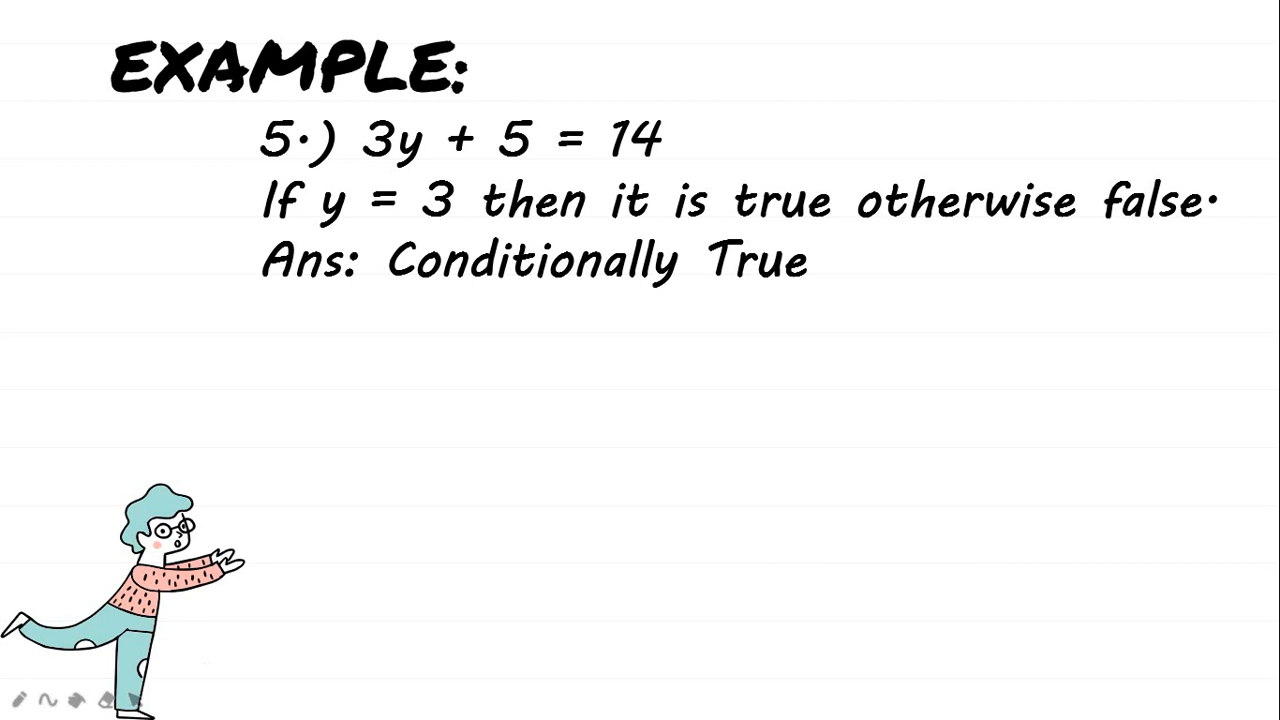 EXAMPLE:
5.) 3y + 5 = 14
If y = 3 then it is true otherwise false.
Ans: Conditionally True